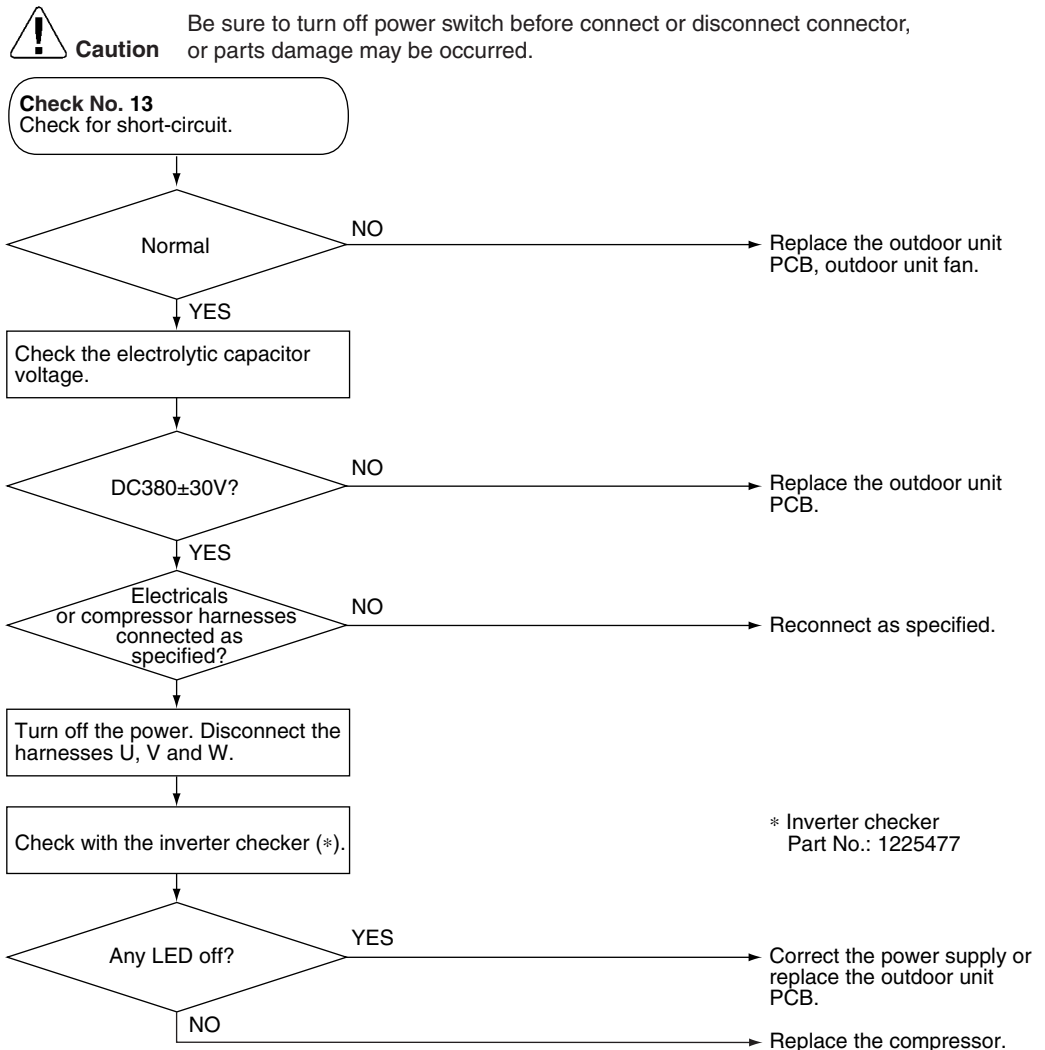 Be sure to turn off power switch before connect or disconnect connector,
Caution or parts damage may be occurred.
Check No. 13
Check for short-circuit.
Normal
NO
Replace the outdoor unit
PCB, outdoor unit fan.
YES
Check the electrolytic capacitor
voltage.
DC380±30V?
NO
Replace the outdoor unit
PCB.
YES
Electricals
or compressor harnesses
connected as
specified?
NO
Reconnect as specified.
Turn off the power. Disconnect the
harnesses U, V and W.
Check with the inverter checker (*).
* Inverter checker
Part No.: 1225477
Any LED off?
YES
Correct the power supply or
replace the outdoor unit
PCB.
NO
Replace the compressor.